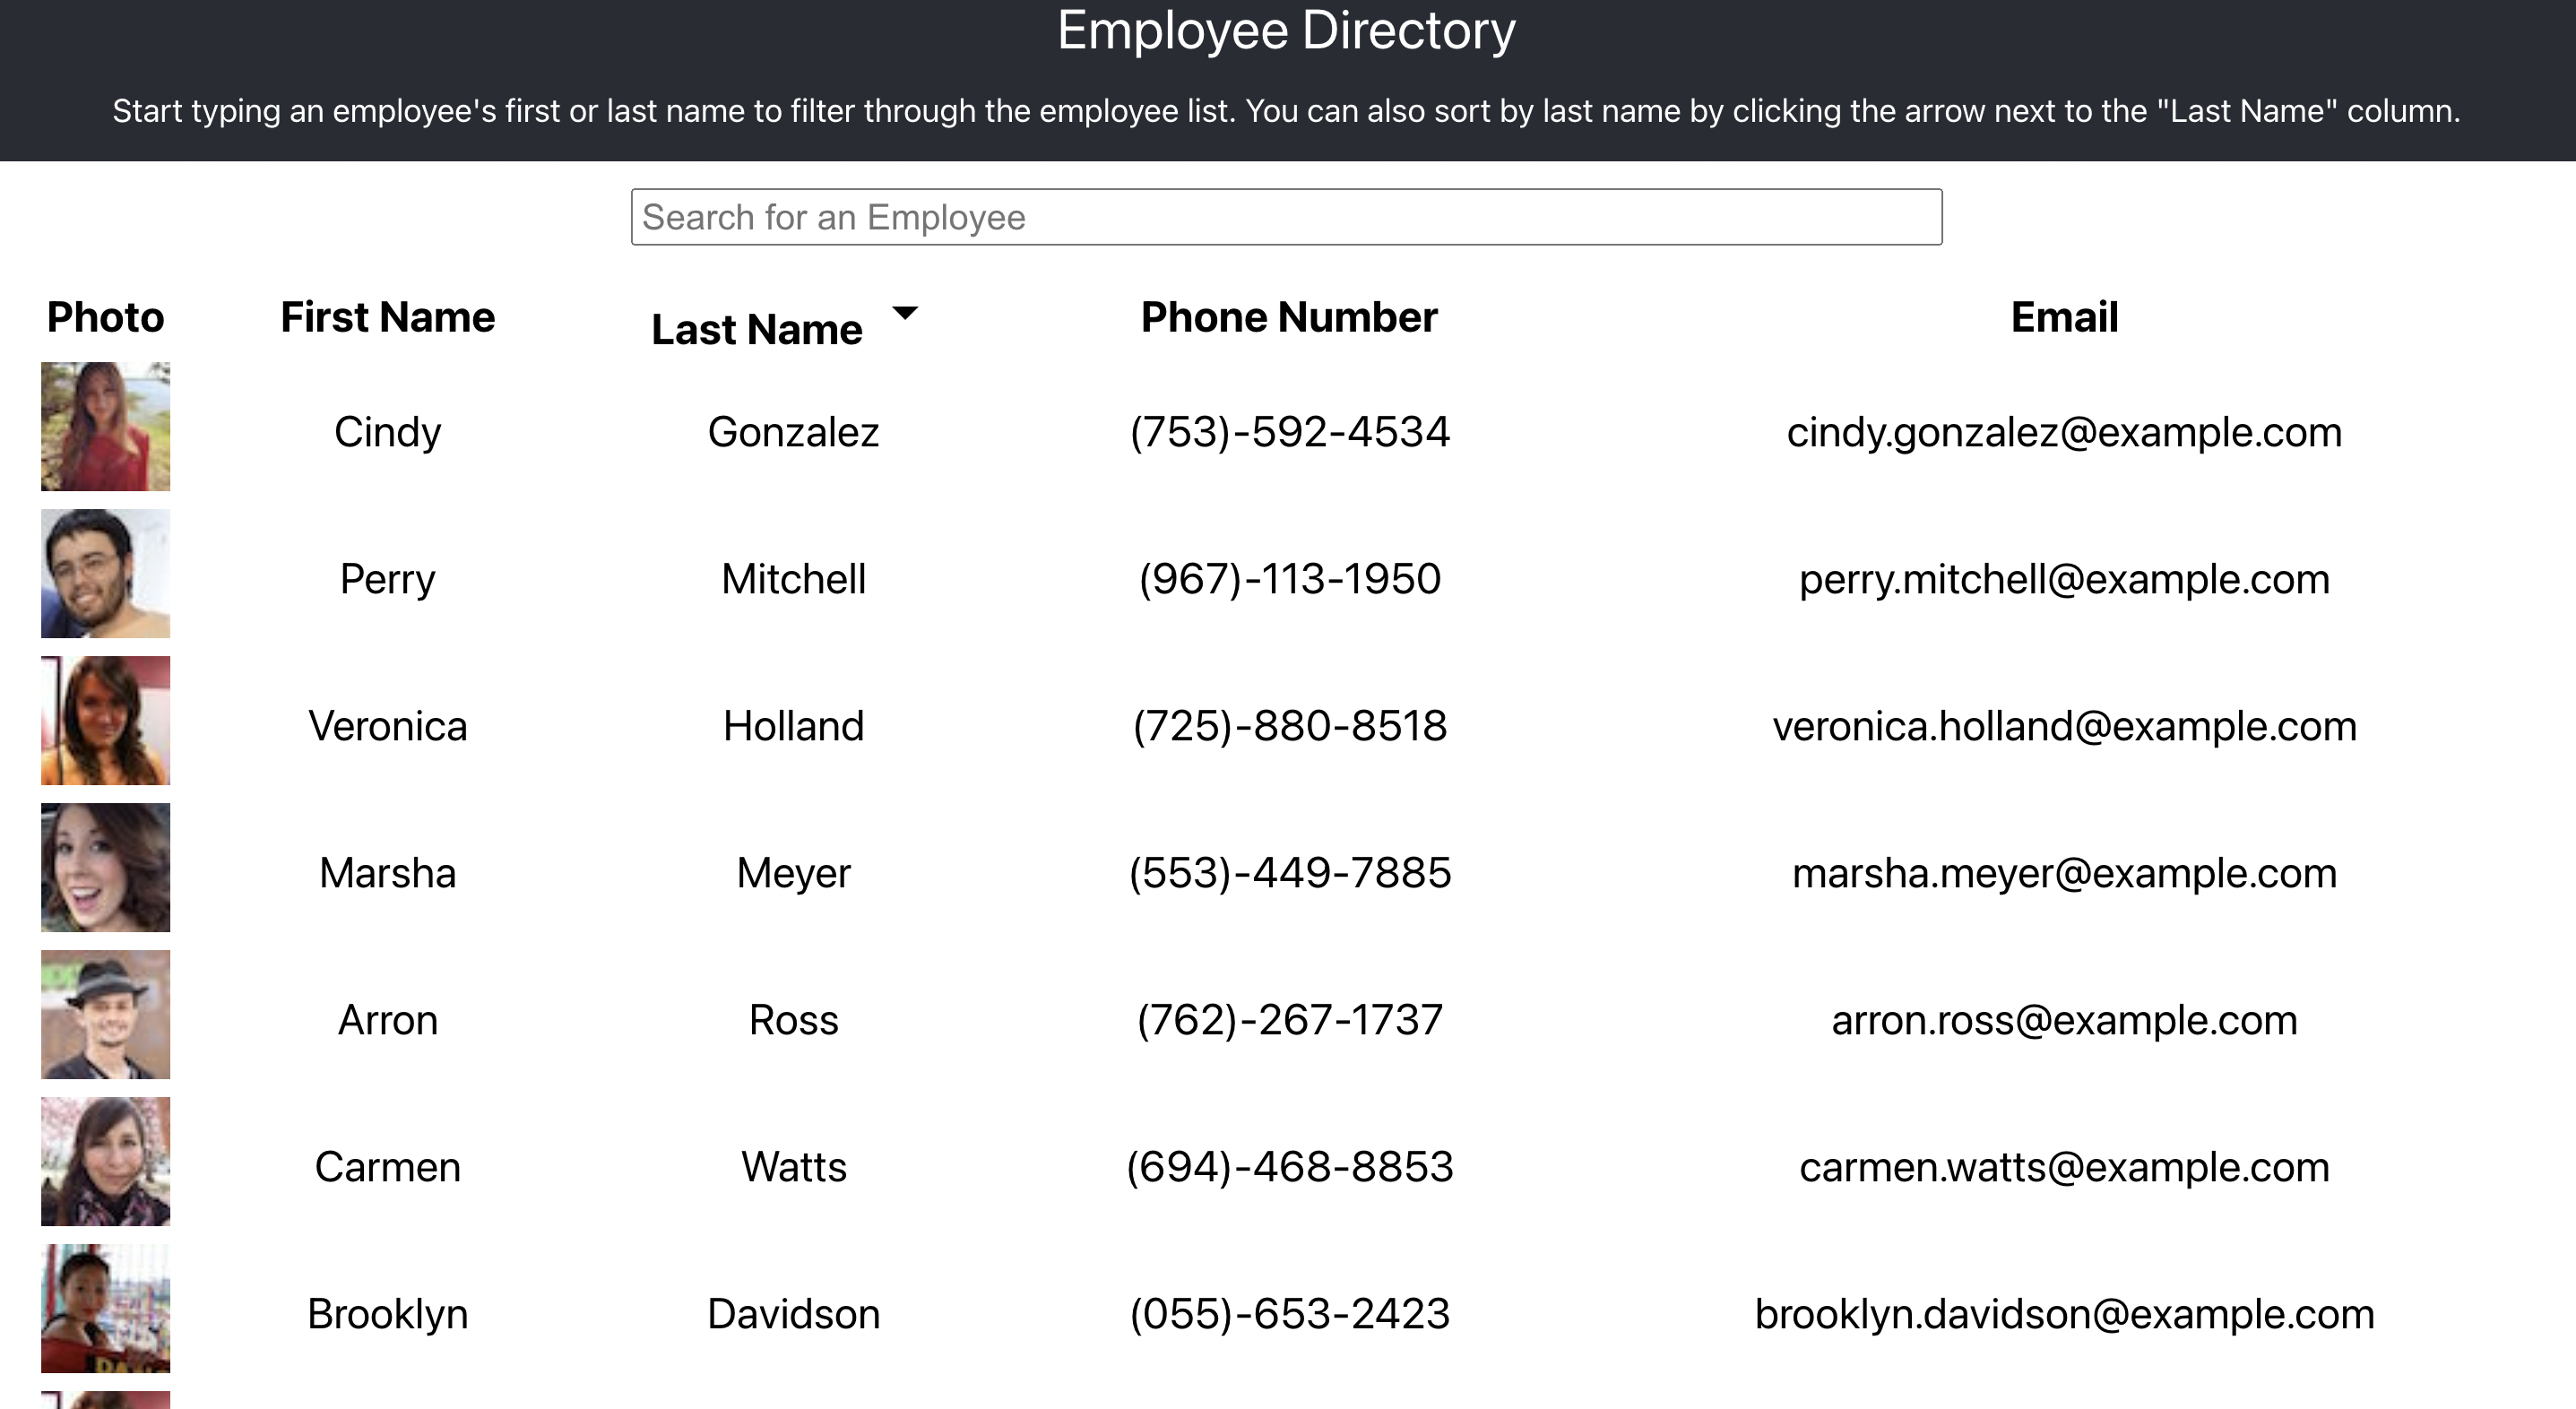 Employee Directory
Start typing an employee's first or last name to filter through the employee list. You can also sort by last name by clicking the arrow next to the "Last Name" column.
Search for an Employee
Photo First Name Last Name Phone Number Email
Cindy Gonzalez (753)-592-4534 cindy.gonzalez@example.com
Perry Mitchell (967)-113-1950 perry.mitchell@example.com
Veronica Holland (725)-880-8518 veronica.holland@example.com
Marsha Meyer (553)-449-7885 marsha.meyer@example.com
Arron Ross (762)-267-1737 arron.ross@example.com
Carmen Watts (694)-468-8853 carmen.watts@example.com
Brooklyn Davidson (055)-653-2423 brooklyn.davidson@example.com